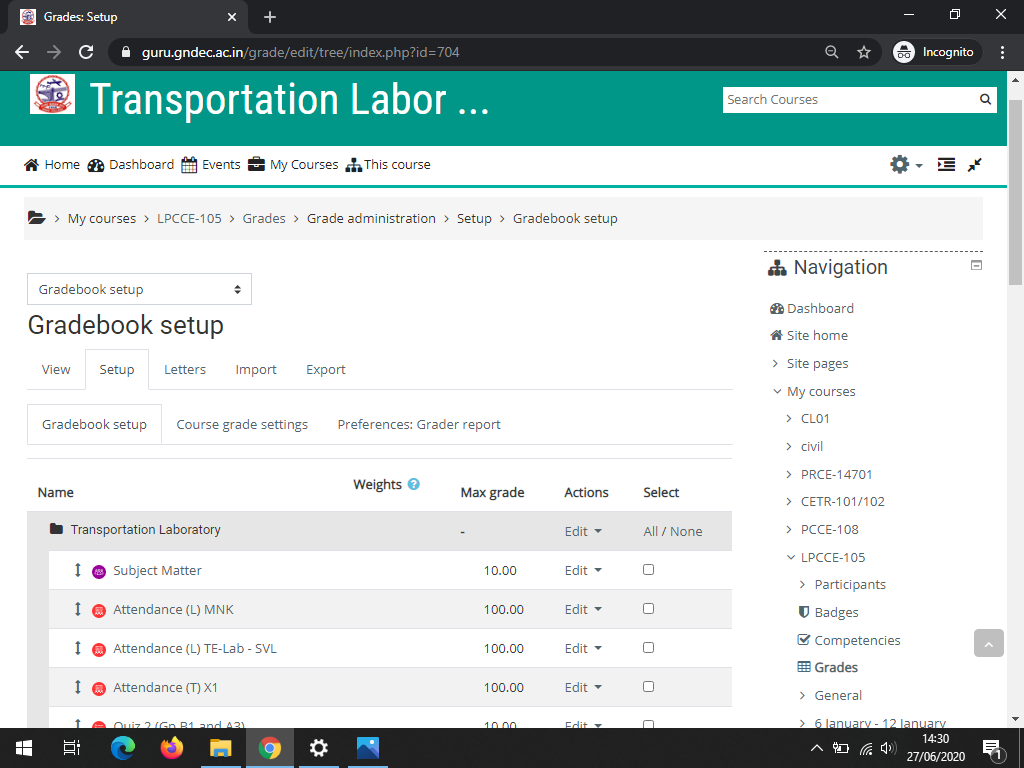 Grades: Setup
guru.gndec.ac.in/grade/edit/tree/index.php?id=704
Incognito
Transportation Labor ...
Search Courses
Home Dashboard Events My Courses This course
My courses > LPCCE-105 > Grades > Grade administration > Setup > Gradebook setup
Gradebook setup
Gradebook setup
View Setup Letters Import Export
Gradebook setup Course grade settings Preferences: Grader report
Name Weights Max grade Actions Select
Transportation Laboratory - Edit All / None
Subject Matter 10.00 Edit
Attendance (L) MNK 100.00 Edit
Attendance (L) TE-Lab - SVL 100.00 Edit
Attendance (T) X1 100.00 Edit
Quiz 2 (Gp B1 and A3) 10.00 Edit
Navigation
Dashboard
Site home
Site pages
My courses
CL01
civil
PRCE-14701
CETR-101/102
PCCE-108
LPCCE-105
Participants
Badges
Competencies
Grades
General
6 January - 12 January
14:30
27/06/2020
1